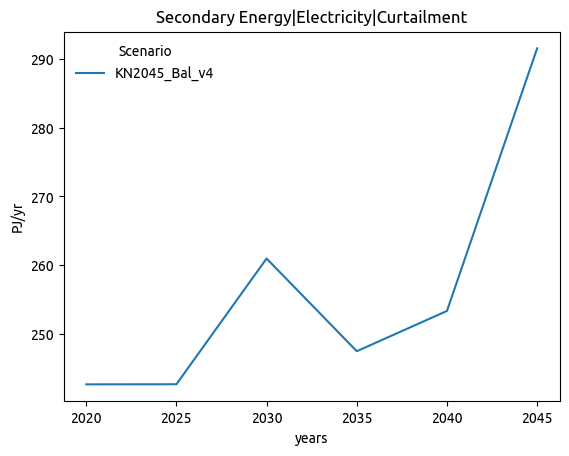 Secondary Energy|Electricity|Curtailment
Scenario
KN2045_Bal_v4
PJ/yr
290
280
270
260
250
2020 2025 2030 2035 2040 2045
years